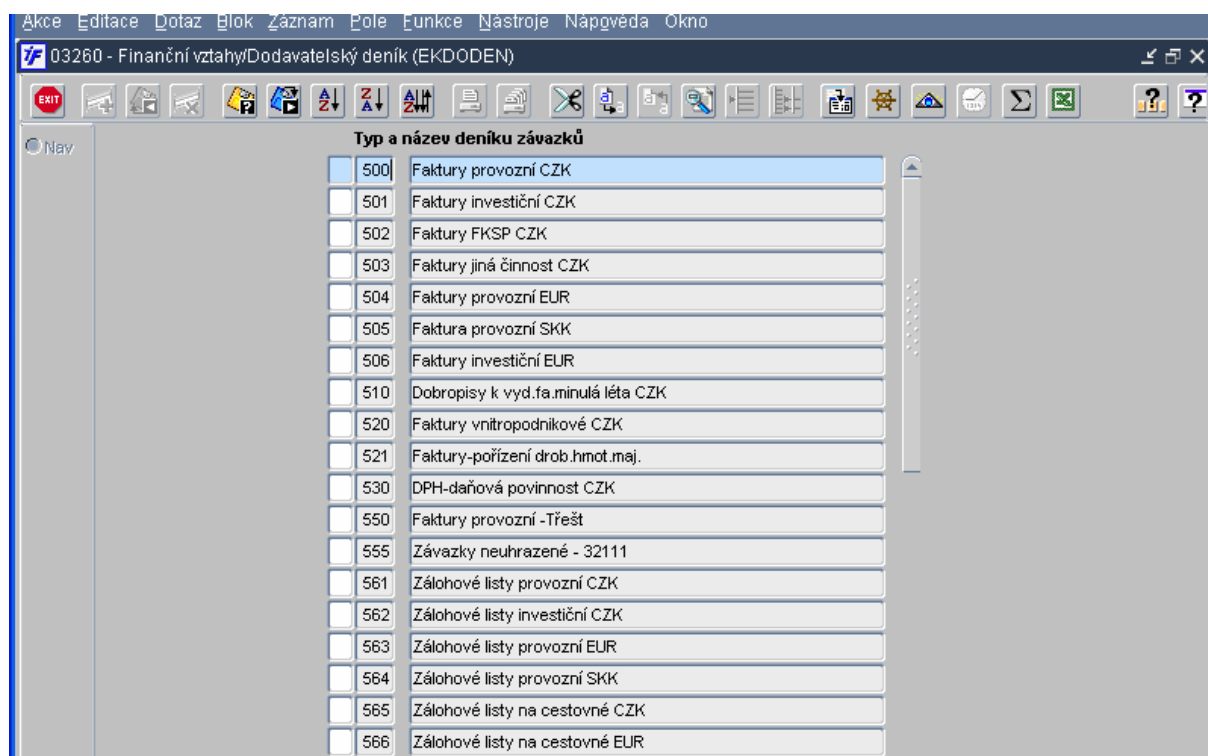 Akce Editace Dotaz Blok Záznam Pole Funkce Nástroje Nápověda Okno
03260 - Finanční vztahy/Dodavatelský deník (EKDODEN)
EXIT
Nav
Typ a název deníku závazků
500 Faktury provozní CZK
501 Faktury investiční CZK
502 Faktury FKSP CZK
503 Faktury jiná činnost CZK
504 Faktury provozní EUR
505 Faktura provozní SKK
506 Faktury investiční EUR
510 Dobropisy k vyd.fa.minulá léta CZK
520 Faktury vnitropodnikové CZK
521 Faktury-pořízení drob.hmot.maj.
530 DPH-daňová povinnost CZK
550 Faktury provozní -Třešt
555 Závazky neuhrazené - 32111
561 Zálohové listy provozní CZK
562 Zálohové listy investiční CZK
563 Zálohové listy provozní EUR
564 Zálohové listy provozní SKK
565 Zálohové listy na cestovné CZK
566 Zálohové listy na cestovné EUR